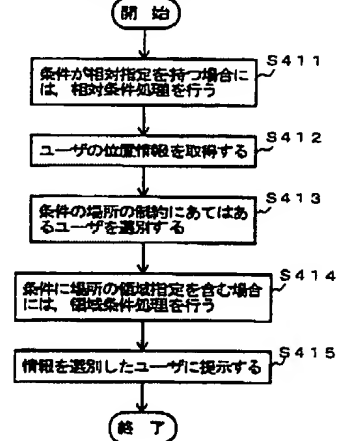 開 始
S411
条件が相対指定を持つ場合に
は、相対条件処理を行う
S412
ユーザの位置情報を取得する
S413
条件の場所の制約にあてはあ
るユーザを選別する
S414
条件に場所の領域指定を含む場合
には、領域条件処理を行う
S415
情報を選別したユーザに提示する
終 了